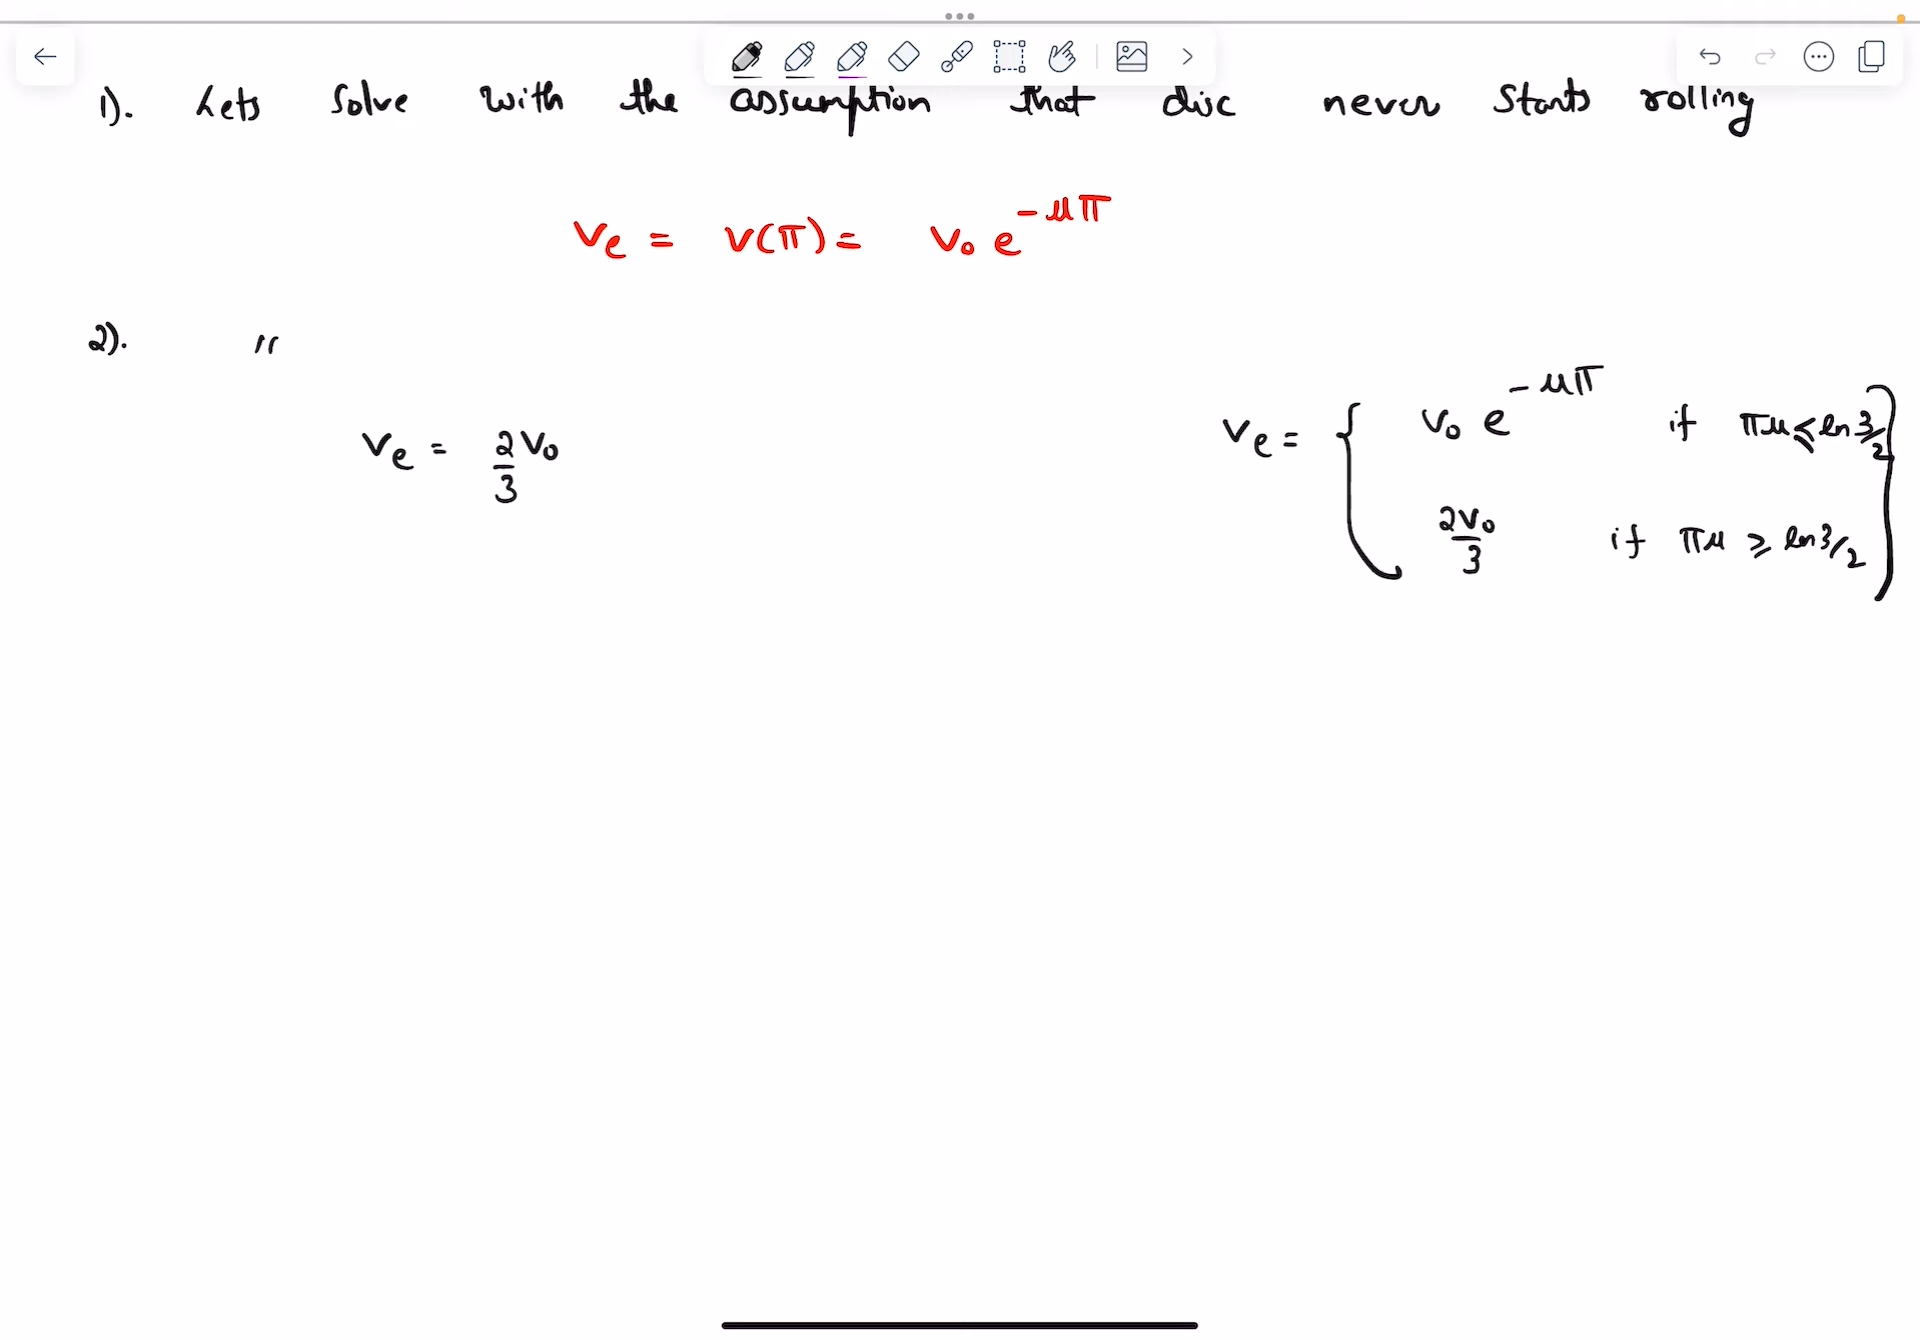 1). Lets solve with the assumption that disc never starts rolling
Ve = V(π) = V₀ e^{-μπ}
2). "
Ve = 2V₀/3
Ve = { V₀ e^{-μπ} if πμ ≤ ln 3/2
2V₀/3 if πμ ≥ ln 3/2 }